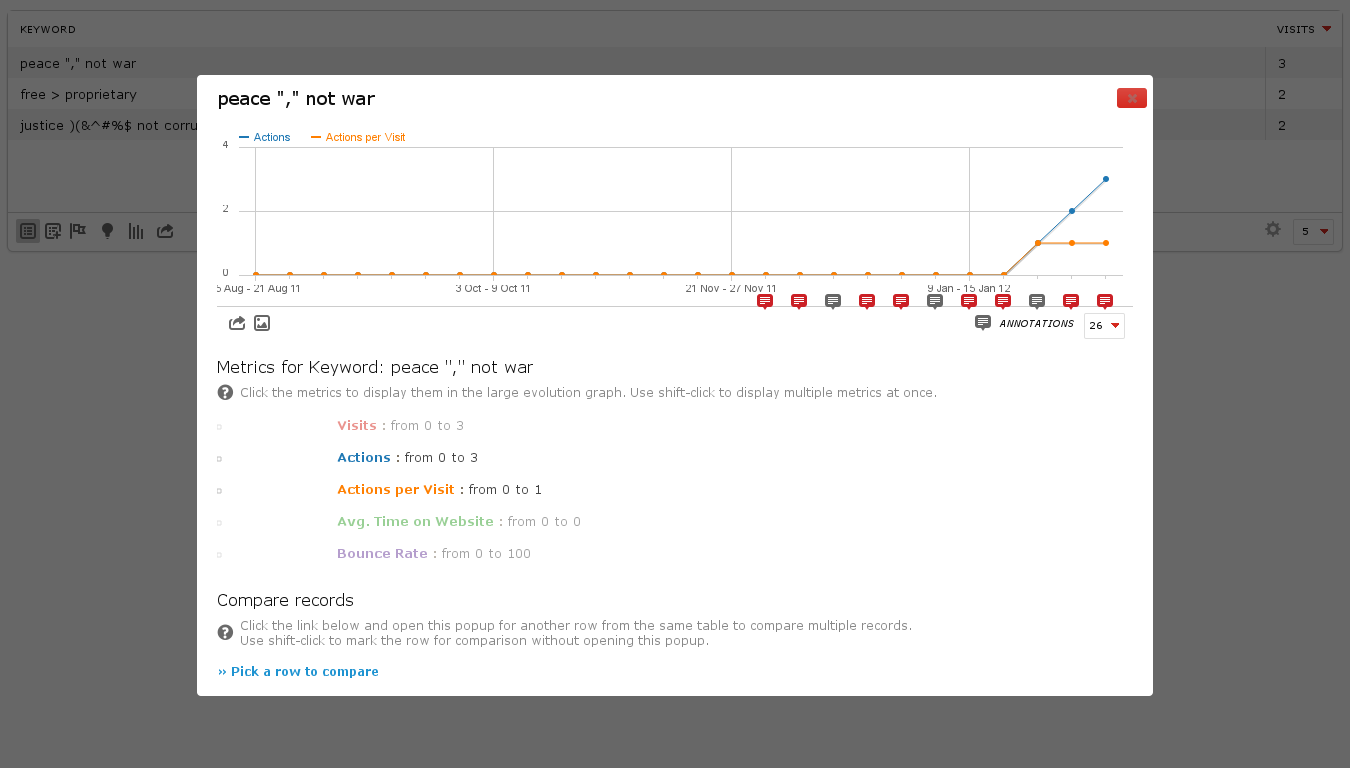 KEYWORD VISITS
peace "," not war 3
free > proprietary 2
justice )(&^#%$ not corru 2
5
peace "," not war
Actions Actions per Visit
4
2
0
5 Aug - 21 Aug 11 3 Oct - 9 Oct 11 21 Nov - 27 Nov 11 9 Jan - 15 Jan 12
ANNOTATIONS 26
Metrics for Keyword: peace "," not war
? Click the metrics to display them in the large evolution graph. Use shift-click to display multiple metrics at once.
Visits : from 0 to 3
Actions : from 0 to 3
Actions per Visit : from 0 to 1
Avg. Time on Website : from 0 to 0
Bounce Rate : from 0 to 100
Compare records
? Click the link below and open this popup for another row from the same table to compare multiple records.
Use shift-click to mark the row for comparison without opening this popup.
›› Pick a row to compare